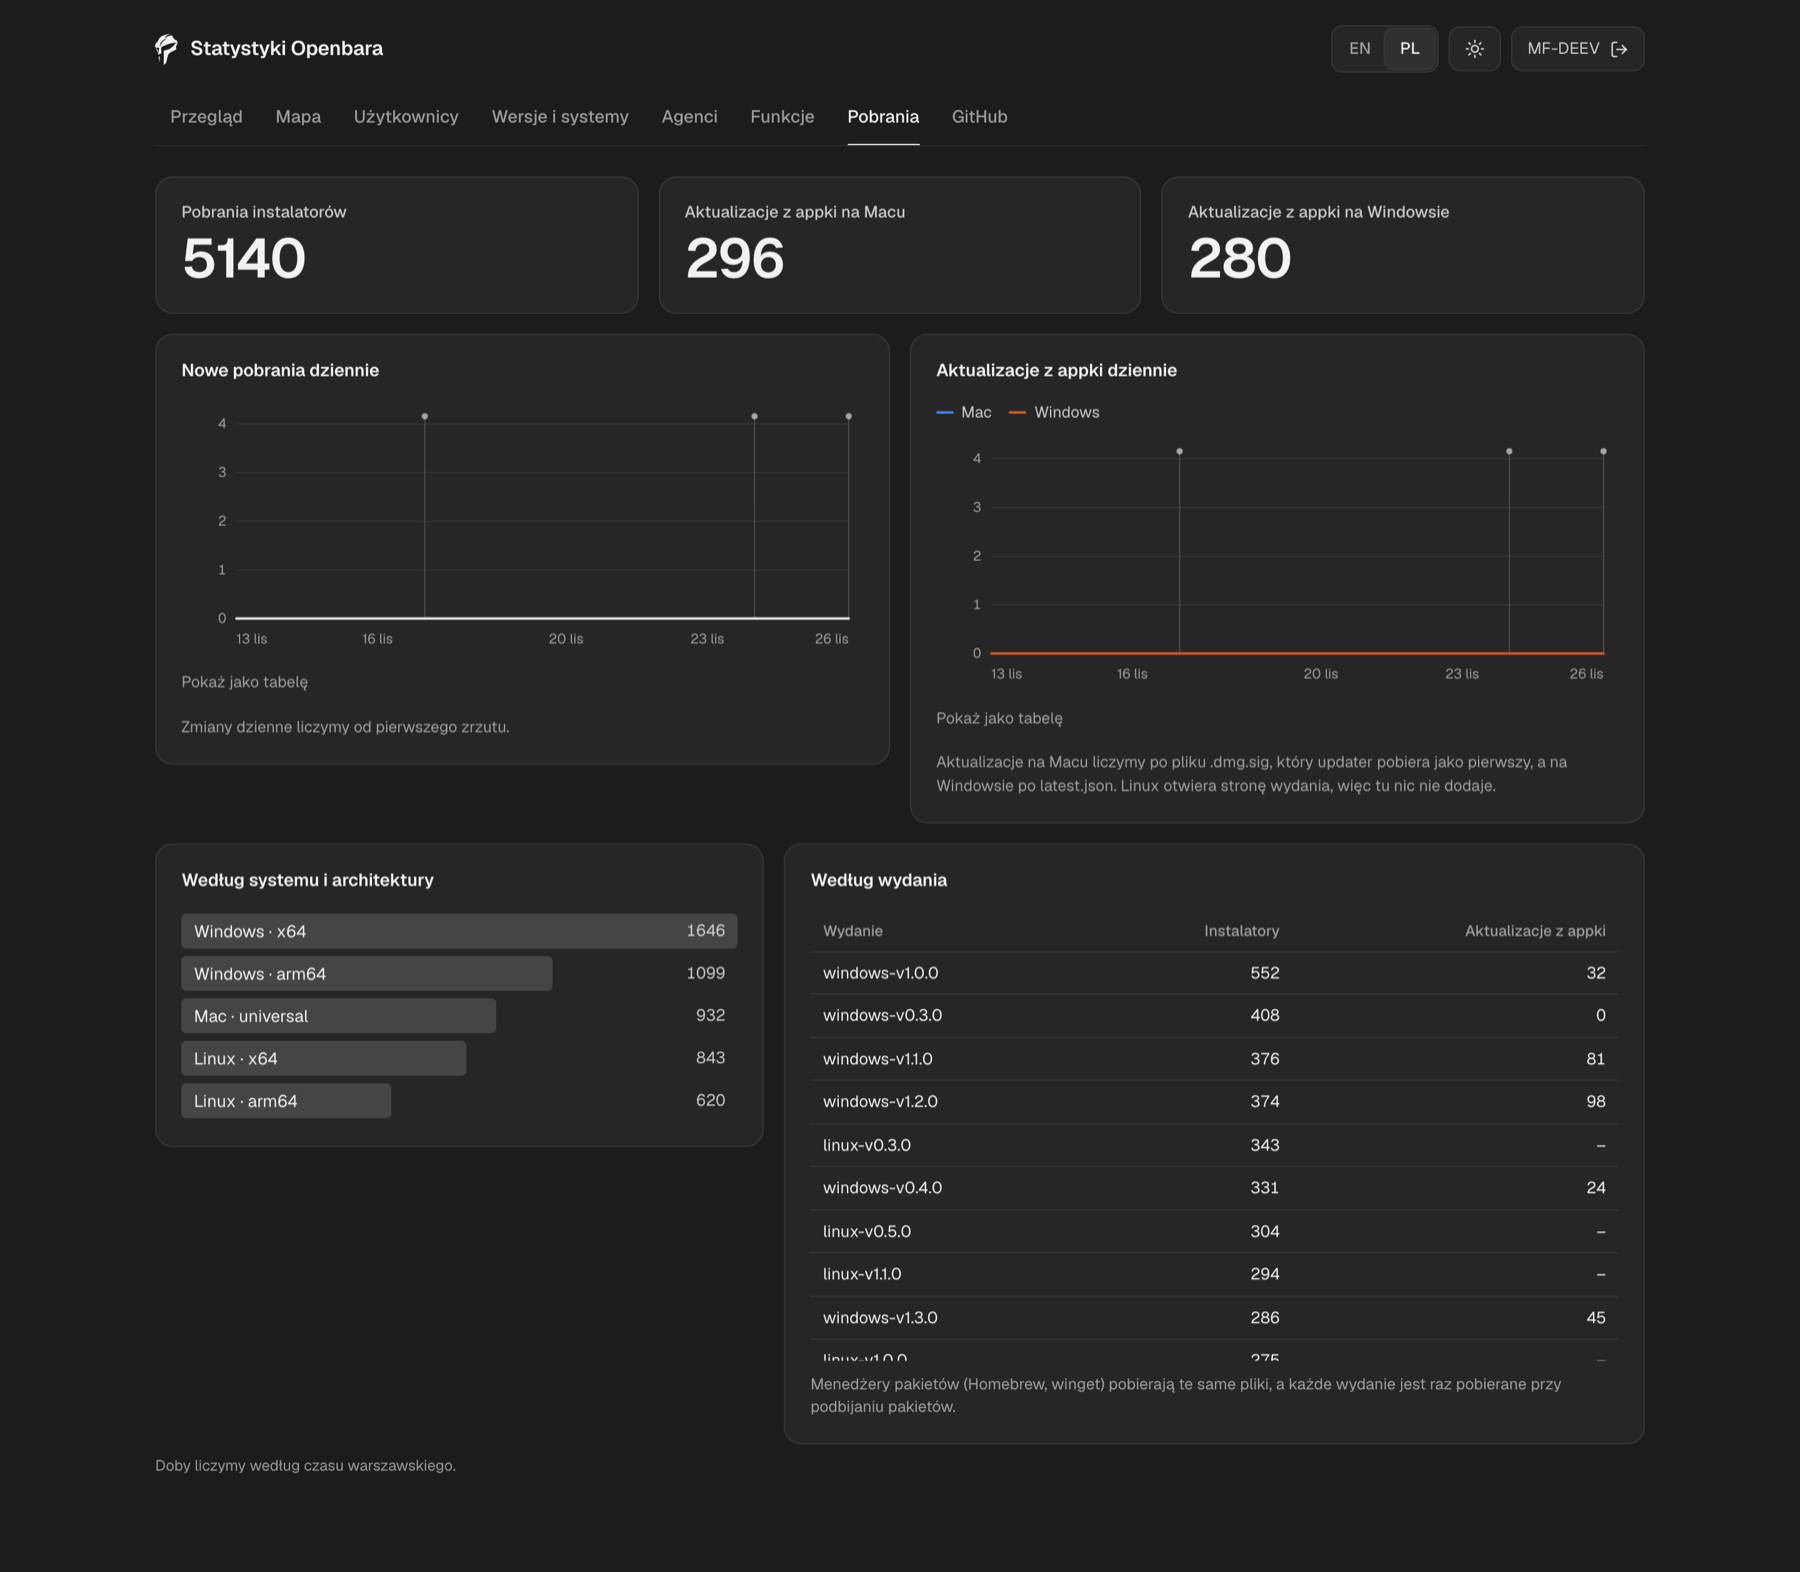 Statystyki Openbara
EN PL MF-DEEV
Przegląd Mapa Użytkownicy Wersje i systemy Agenci Funkcje Pobrania GitHub
Pobrania instalatorów
5140
Aktualizacje z appki na Macu
296
Aktualizacje z appki na Windowsie
280
Nowe pobrania dziennie
4
3
2
1
0
13 lis 16 lis 20 lis 23 lis 26 lis
Pokaż jako tabelę
Zmiany dzienne liczymy od pierwszego zrzutu.
Aktualizacje z appki dziennie
Mac Windows
4
3
2
1
0
13 lis 16 lis 20 lis 23 lis 26 lis
Pokaż jako tabelę
Aktualizacje na Macu liczymy po pliku .dmg.sig, który updater pobiera jako pierwszy, a na
Windowsie po latest.json. Linux otwiera stronę wydania, więc tu nic nie dodaje.
Według systemu i architektury
Windows · x64 1646
Windows · arm64 1099
Mac · universal 932
Linux · x64 843
Linux · arm64 620
Według wydania
Wydanie Instalatory Aktualizacje z appki
windows-v1.0.0 552 32
windows-v0.3.0 408 0
windows-v1.1.0 376 81
windows-v1.2.0 374 98
linux-v0.3.0 343 –
windows-v0.4.0 331 24
linux-v0.5.0 304 –
linux-v1.1.0 294 –
windows-v1.3.0 286 45
linux-v1.0.0 275 –
Menedżery pakietów (Homebrew, winget) pobierają te same pliki, a każde wydanie jest raz pobierane przy
podbijaniu pakietów.
Doby liczymy według czasu warszawskiego.